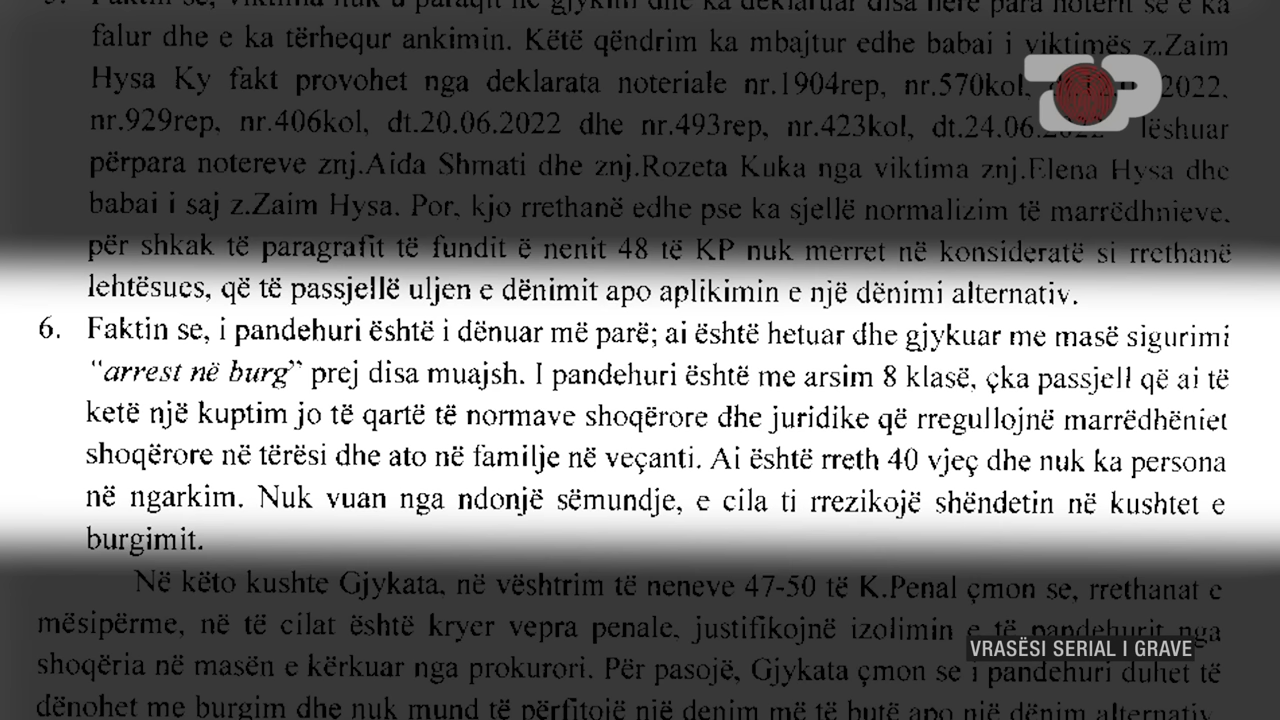 5. Faktin se, viktima nuk u paraqit në gjykim dhe ka deklaruar disa herë para noterit se e ka
falur dhe e ka tërhequr ankimin. Këtë qëndrim ka mbajtur edhe babai i viktimës z.Zaim
Hysa Ky fakt provohet nga deklarata noteriale nr.1904rep, nr.570kol, 2022,
nr.929rep, nr.406kol, dt.20.06.2022 dhe nr.493rep, nr.423kol, dt.24.06.2022 lëshuar
përpara notereve znj.Aida Shmati dhe znj.Rozeta Kuka nga viktima znj.Elena Hysa dhe
babai i saj z.Zaim Hysa. Por, kjo rrethanë edhe pse ka sjellë normalizim të marrëdhnieve,
për shkak të paragrafit të fundit ë nenit 48 të KP nuk merret në konsideratë si rrethanë
lehtësues, që të passjellë uljen e dënimit apo aplikimin e një dënimi alternativ.
6. Faktin se, i pandehuri është i dënuar më parë; ai është hetuar dhe gjykuar me masë sigurimi
“arrest në burg” prej disa muajsh. I pandehuri është me arsim 8 klasë, çka passjell që ai të
ketë një kuptim jo të qartë të normave shoqërore dhe juridike që rregullojnë marrëdhëniet
shoqërore në tërësi dhe ato në familje në veçanti. Ai është rreth 40 vjeç dhe nuk ka persona
në ngarkim. Nuk vuan nga ndonjë sëmundje, e cila ti rrezikojë shëndetin në kushtet e
burgimit.
Në këto kushte Gjykata, në vështrim të neneve 47-50 të K.Penal çmon se, rrethanat e
mësipërme, në të cilat është kryer vepra penale, justifikojnë izolimin e të pandehurit nga
VRASËSI SERIAL I GRAVE
shoqëria në masën e kërkuar nga prokurori. Për pasojë, Gjykata çmon se i pandehuri duhet të
dënohet me burgim dhe nuk mund të përfitojë një denim më të butë apo një dënim alternativ.